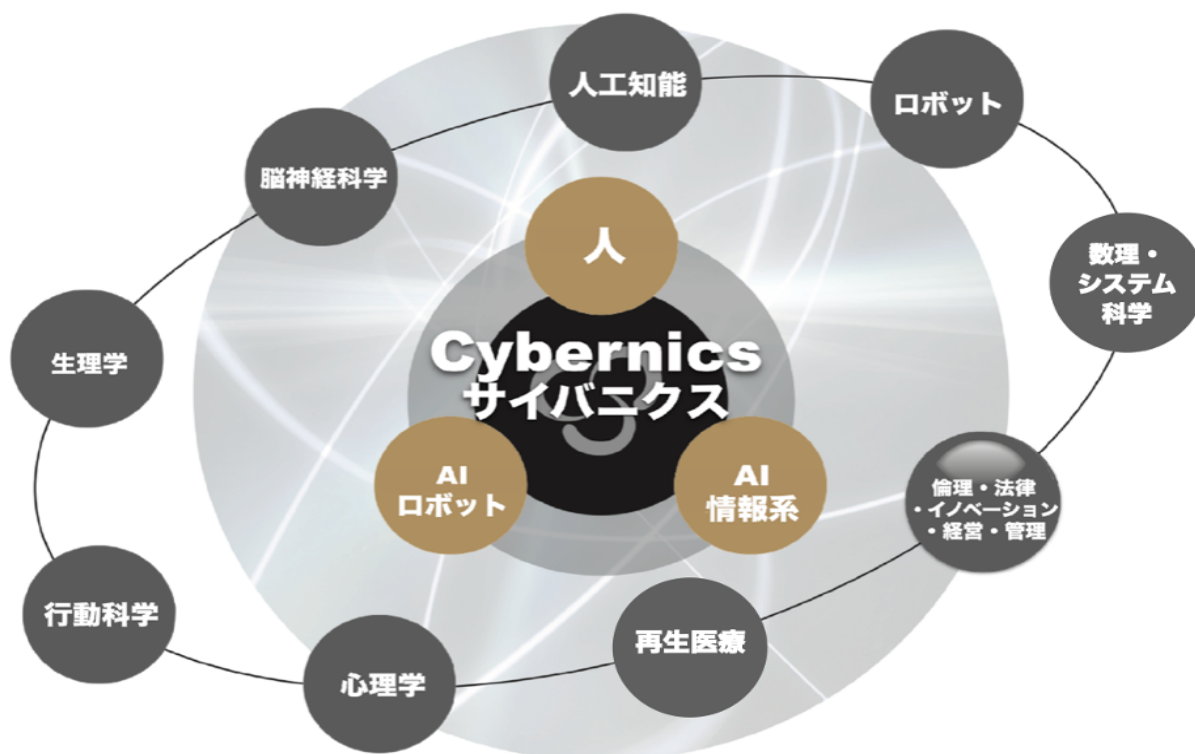 人工知能
ロボット
脳神経科学
人
数理・
システム
科学
Cybernics
サイバニクス
生理学
AI
ロボット
AI
情報系
倫理・法律
・イノベーション
・経営・管理
行動科学
再生医療
心理学